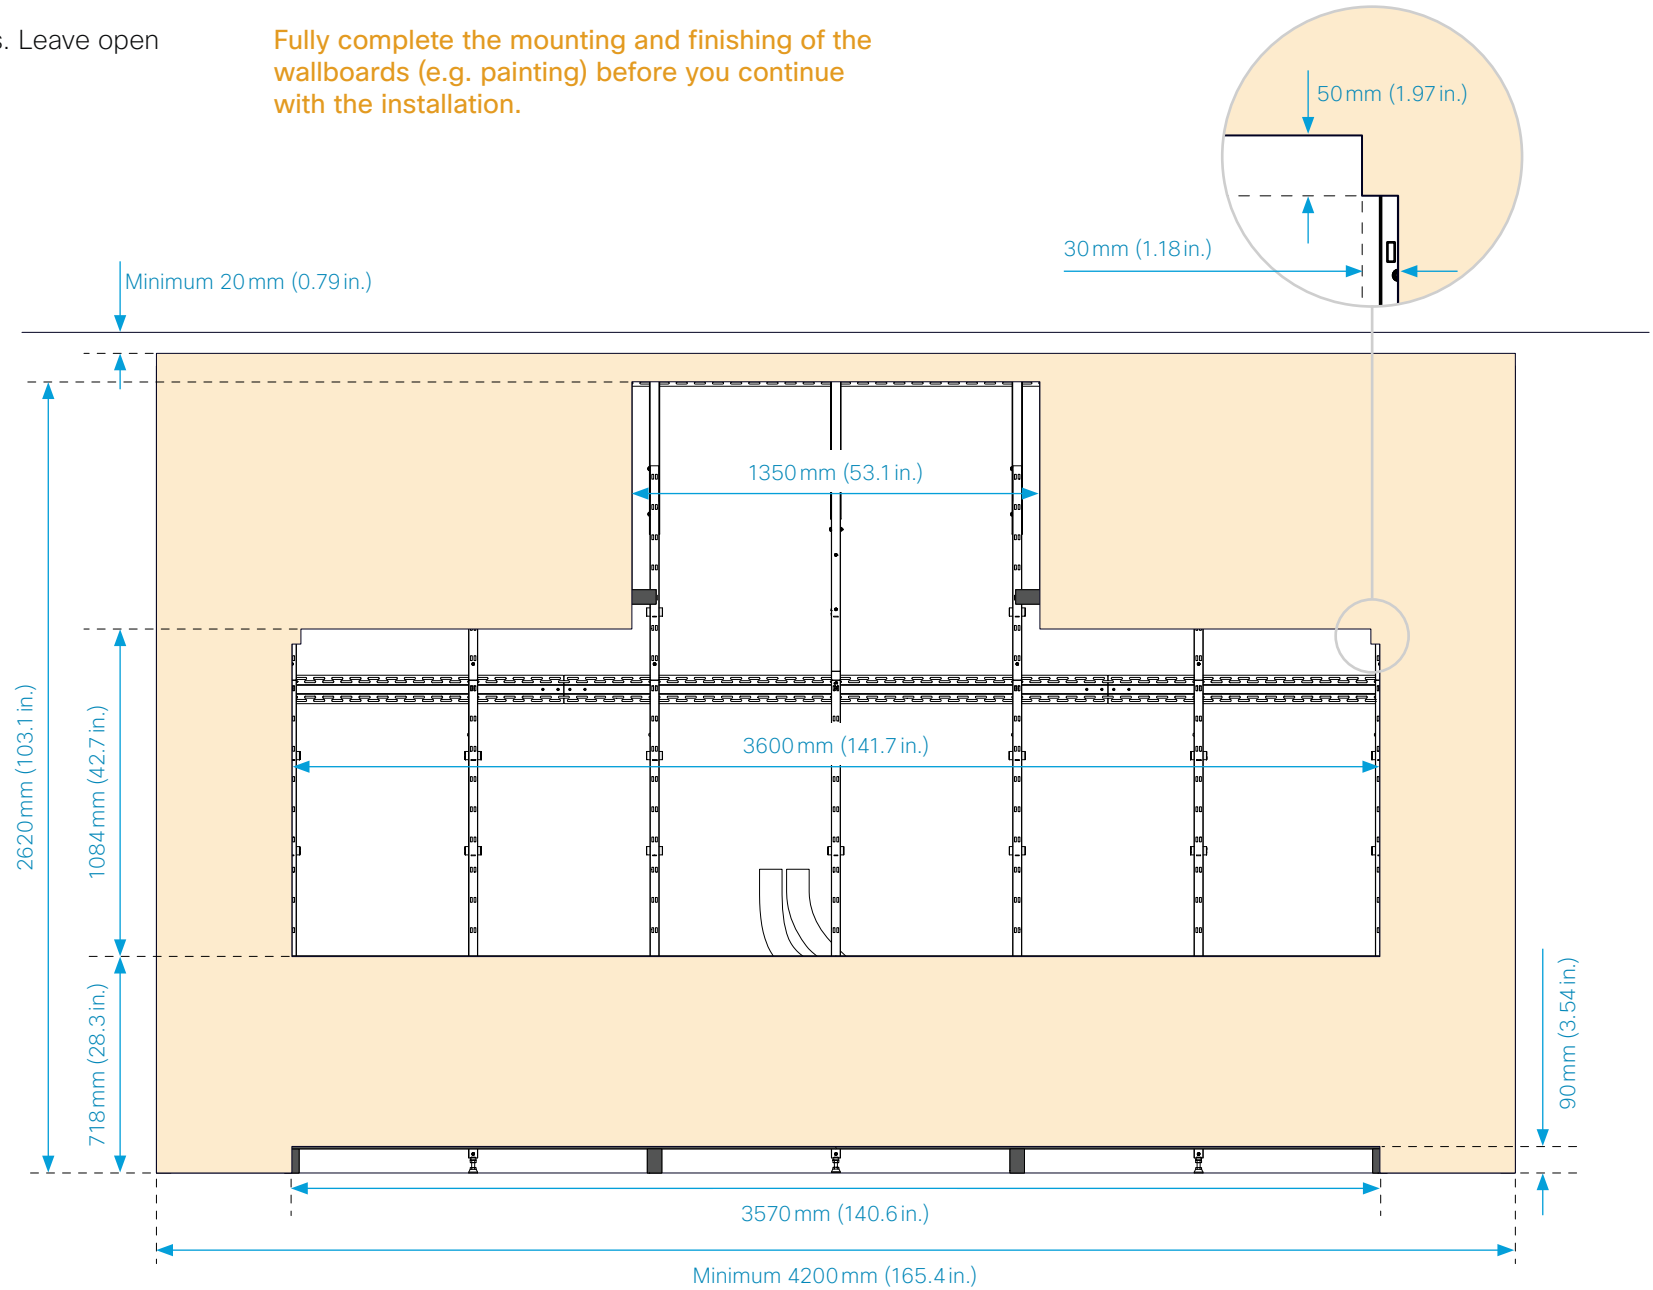 s. Leave open
Fully complete the mounting and finishing of the
wallboards (e.g. painting) before you continue
with the installation.
50 mm (1.97 in.)
30 mm (1.18 in.)
Minimum 20 mm (0.79 in.)
1350 mm (53.1 in.)
3600 mm (141.7 in.)
2620 mm (103.1 in.)
1084 mm (42.7 in.)
718 mm (28.3 in.)
90 mm (3.54 in.)
3570 mm (140.6 in.)
Minimum 4200 mm (165.4 in.)